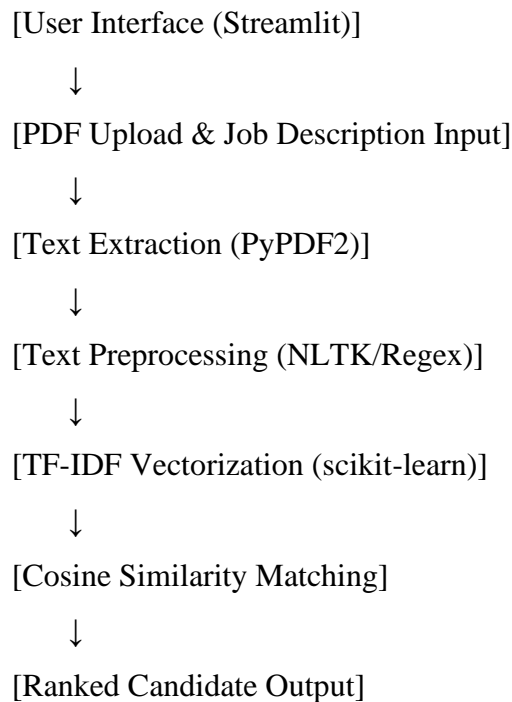 [User Interface (Streamlit)]
↓
[PDF Upload & Job Description Input]
↓
[Text Extraction (PyPDF2)]
↓
[Text Preprocessing (NLTK/Regex)]
↓
[TF-IDF Vectorization (scikit-learn)]
↓
[Cosine Similarity Matching]
↓
[Ranked Candidate Output]